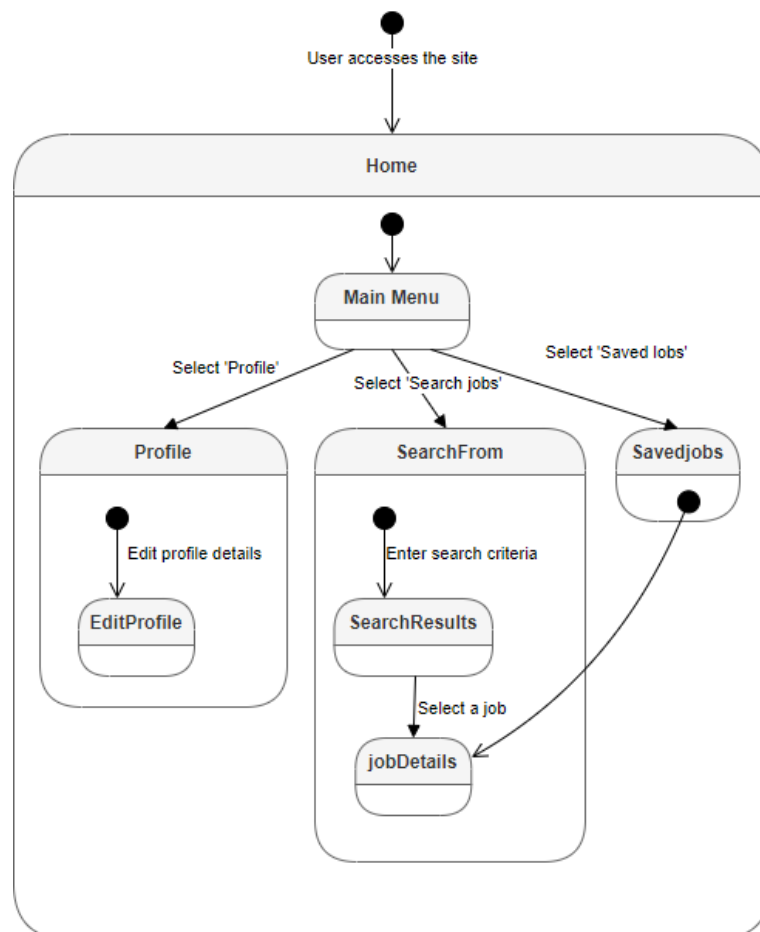 User accesses the site
Home
Main Menu
Select 'Profile'
Select 'Search jobs'
Select 'Saved lobs'
Profile
SearchFrom
Savedjobs
Edit profile details
Enter search criteria
EditProfile
SearchResults
Select a job
jobDetails